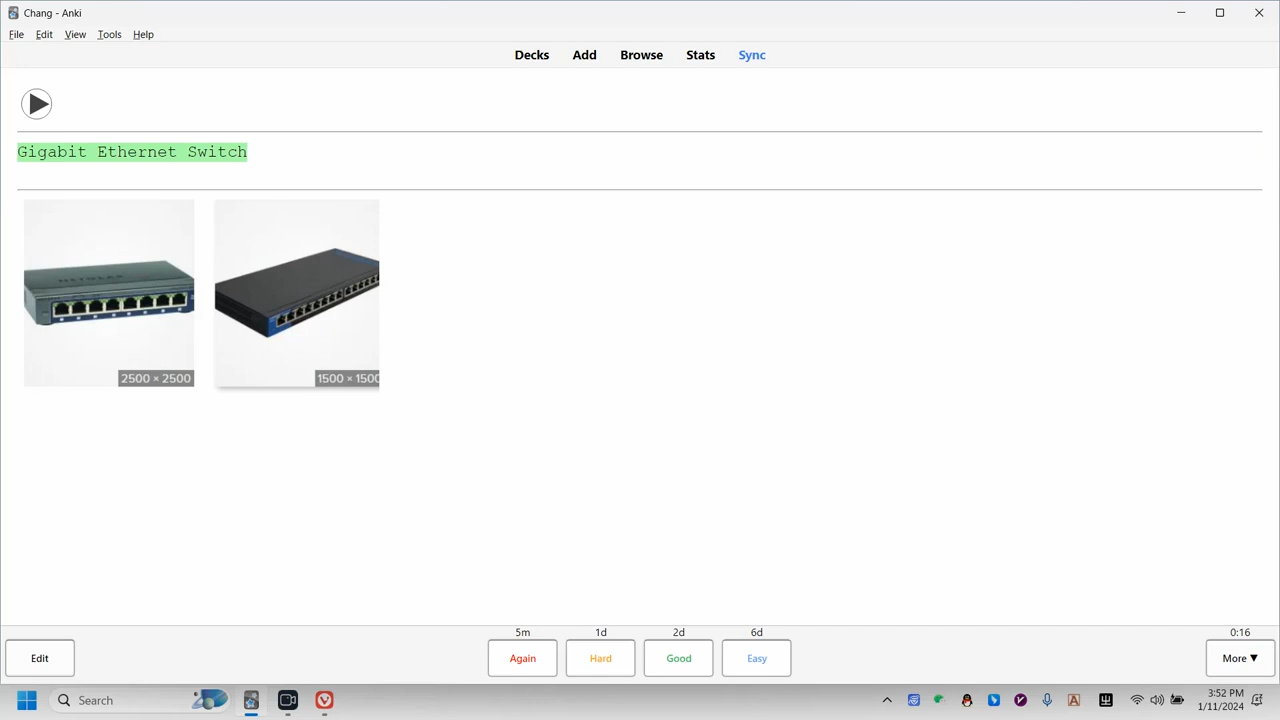 Chang - Anki
File Edit View Tools Help
Decks Add Browse Stats Sync
Gigabit Ethernet Switch
NETGEAR
2500 × 2500
1500 × 1500
5m 1d 2d 6d 0:16
Edit Again Hard Good Easy More ▼
Search
3:52 PM
1/11/2024